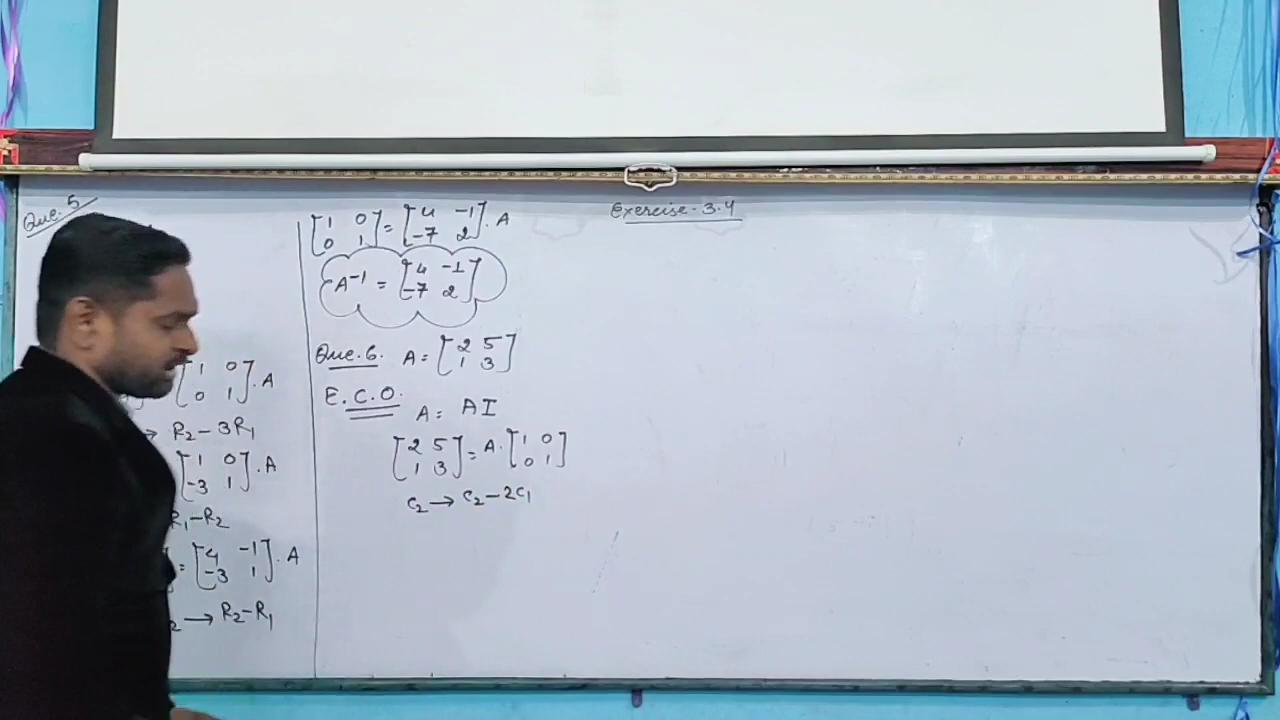 Que. 5
[1 0] . A
[0 1]
→ R₂ - 3R₁
[1 0] . A
[-3 1]
R₁ - R₂
= [4 -1] . A
[-3 1]
₂ → R₂ - R₁
[1 0] = [4 -1] . A
[0 1] [-7 2]
A⁻¹ = [4 -1]
[-7 2]
Que. 6. A = [2 5]
[1 3]
E.C.O.
A = AI
[2 5] = A . [1 0]
[1 3] [0 1]
C₂ → C₂ - 2C₁
Exercise - 3.4